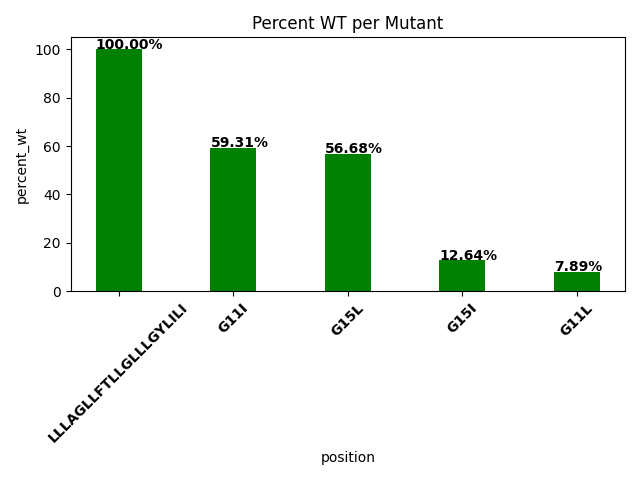 Percent WT per Mutant
percent_wt
100
80
60
40
20
0
100.00%
59.31%
56.68%
12.64%
7.89%
LLLAGLLFTLLGLLLGYLILI
G11I
G15L
G15I
G11L
position